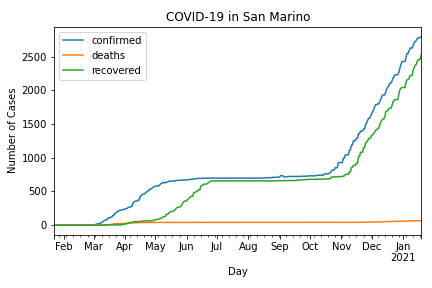 COVID-19 in San Marino
confirmed
deaths
recovered
Number of Cases
2500
2000
1500
1000
500
0
Feb Mar Apr May Jun Jul Aug Sep Oct Nov Dec Jan
2021
Day